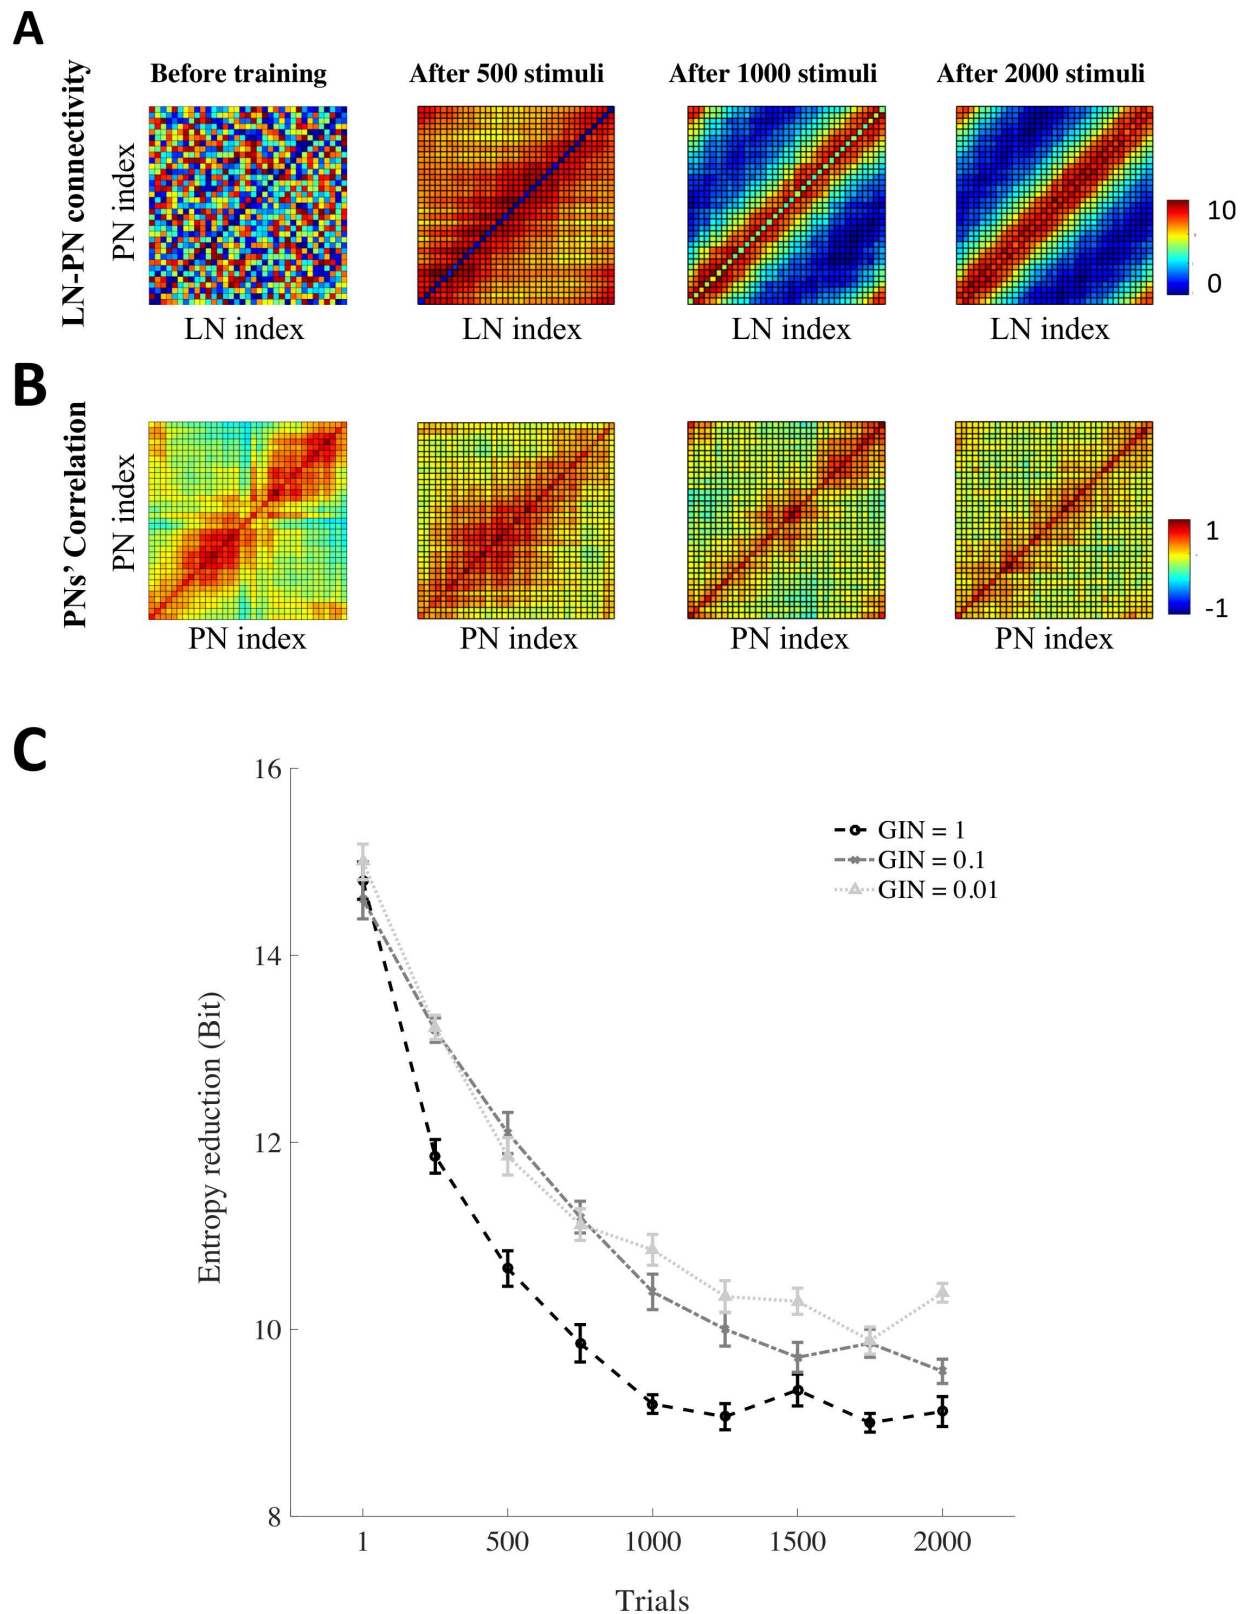 A
Before training
After 500 stimuli
After 1000 stimuli
After 2000 stimuli
LN-PN connectivity
PN index
10
0
LN index
LN index
LN index
LN index
B
PNs' Correlation
PN index
1
-1
PN index
PN index
PN index
PN index
C
16
14
12
10
8
Entropy reduction (Bit)
GIN = 1
GIN = 0.1
GIN = 0.01
1
500
1000
1500
2000
Trials